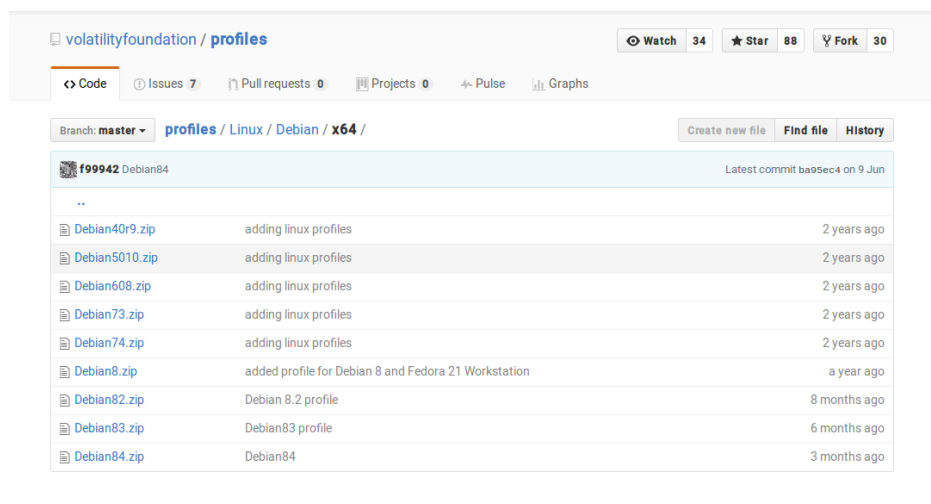 volatilityfoundation / profiles
Watch 34 Star 88 Fork 30
Code Issues 7 Pull requests 0 Projects 0 Pulse Graphs
Branch: master profiles / Linux / Debian / x64 /
Create new file Find file History
f99942 Debian84 Latest commit ba95ec4 on 9 Jun
..
Debian40r9.zip adding linux profiles 2 years ago
Debian5010.zip adding linux profiles 2 years ago
Debian608.zip adding linux profiles 2 years ago
Debian73.zip adding linux profiles 2 years ago
Debian74.zip adding linux profiles 2 years ago
Debian8.zip added profile for Debian 8 and Fedora 21 Workstation a year ago
Debian82.zip Debian 8.2 profile 8 months ago
Debian83.zip Debian83 profile 6 months ago
Debian84.zip Debian84 3 months ago